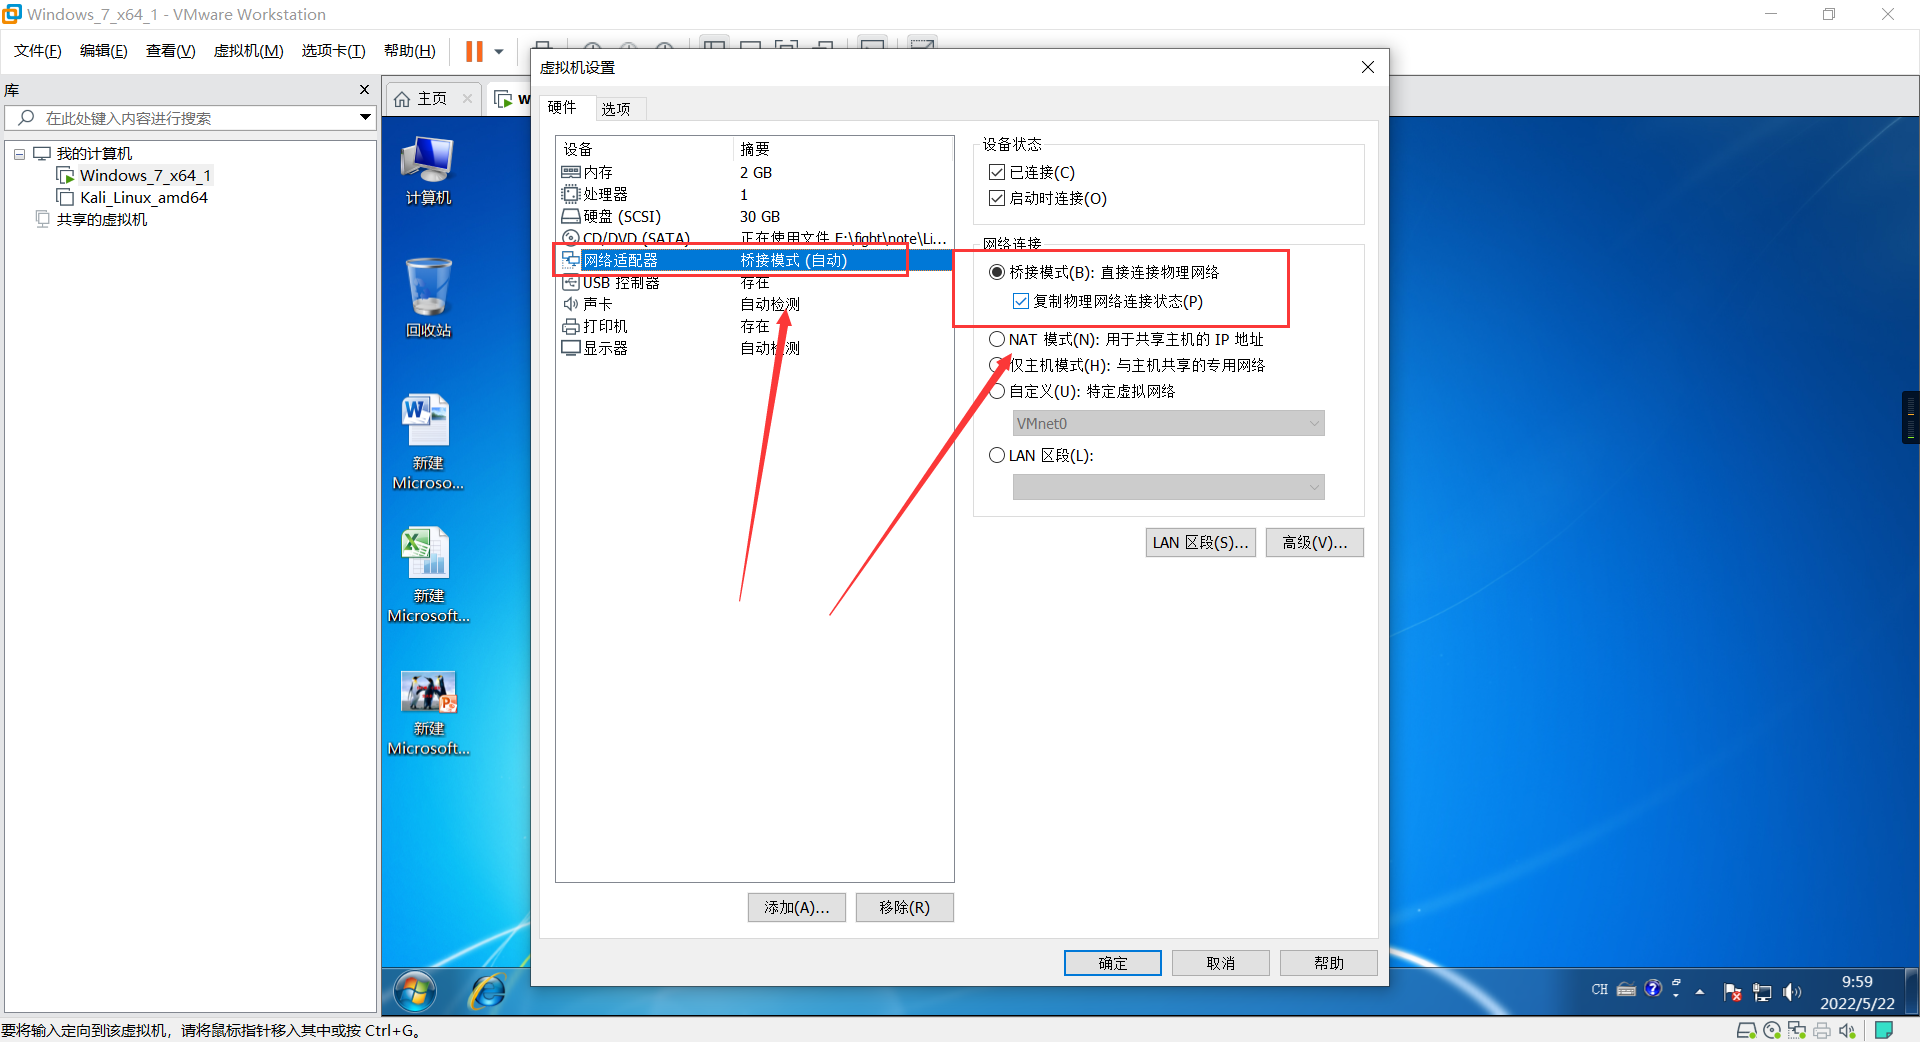 Windows_7_x64_1 - VMware Workstation
文件(F) 编辑(E) 查看(V) 虚拟机(M) 选项卡(T) 帮助(H)
库
在此处键入内容进行搜索
我的计算机
Windows_7_x64_1
Kali_Linux_amd64
共享的虚拟机
主页
计算机
回收站
新建
Microso...
新建
Microsoft...
新建
Microsoft...
虚拟机设置
硬件 选项
设备 摘要
内存 2 GB
处理器 1
硬盘 (SCSI) 30 GB
CD/DVD (SATA) 正在使用文件 E:\fight\note\Li...
网络适配器 桥接模式 (自动)
USB 控制器 存在
声卡 自动检测
打印机 存在
显示器 自动检测
添加(A)... 移除(R)
设备状态
已连接(C)
启动时连接(O)
网络连接
桥接模式(B): 直接连接物理网络
复制物理网络连接状态(P)
NAT 模式(N): 用于共享主机的 IP 地址
仅主机模式(H): 与主机共享的专用网络
自定义(U): 特定虚拟网络
VMnet0
LAN 区段(L):
LAN 区段(S)... 高级(V)...
确定 取消 帮助
CH
9:59
2022/5/22
要将输入定向到该虚拟机，请将鼠标指针移入其中或按 Ctrl+G。